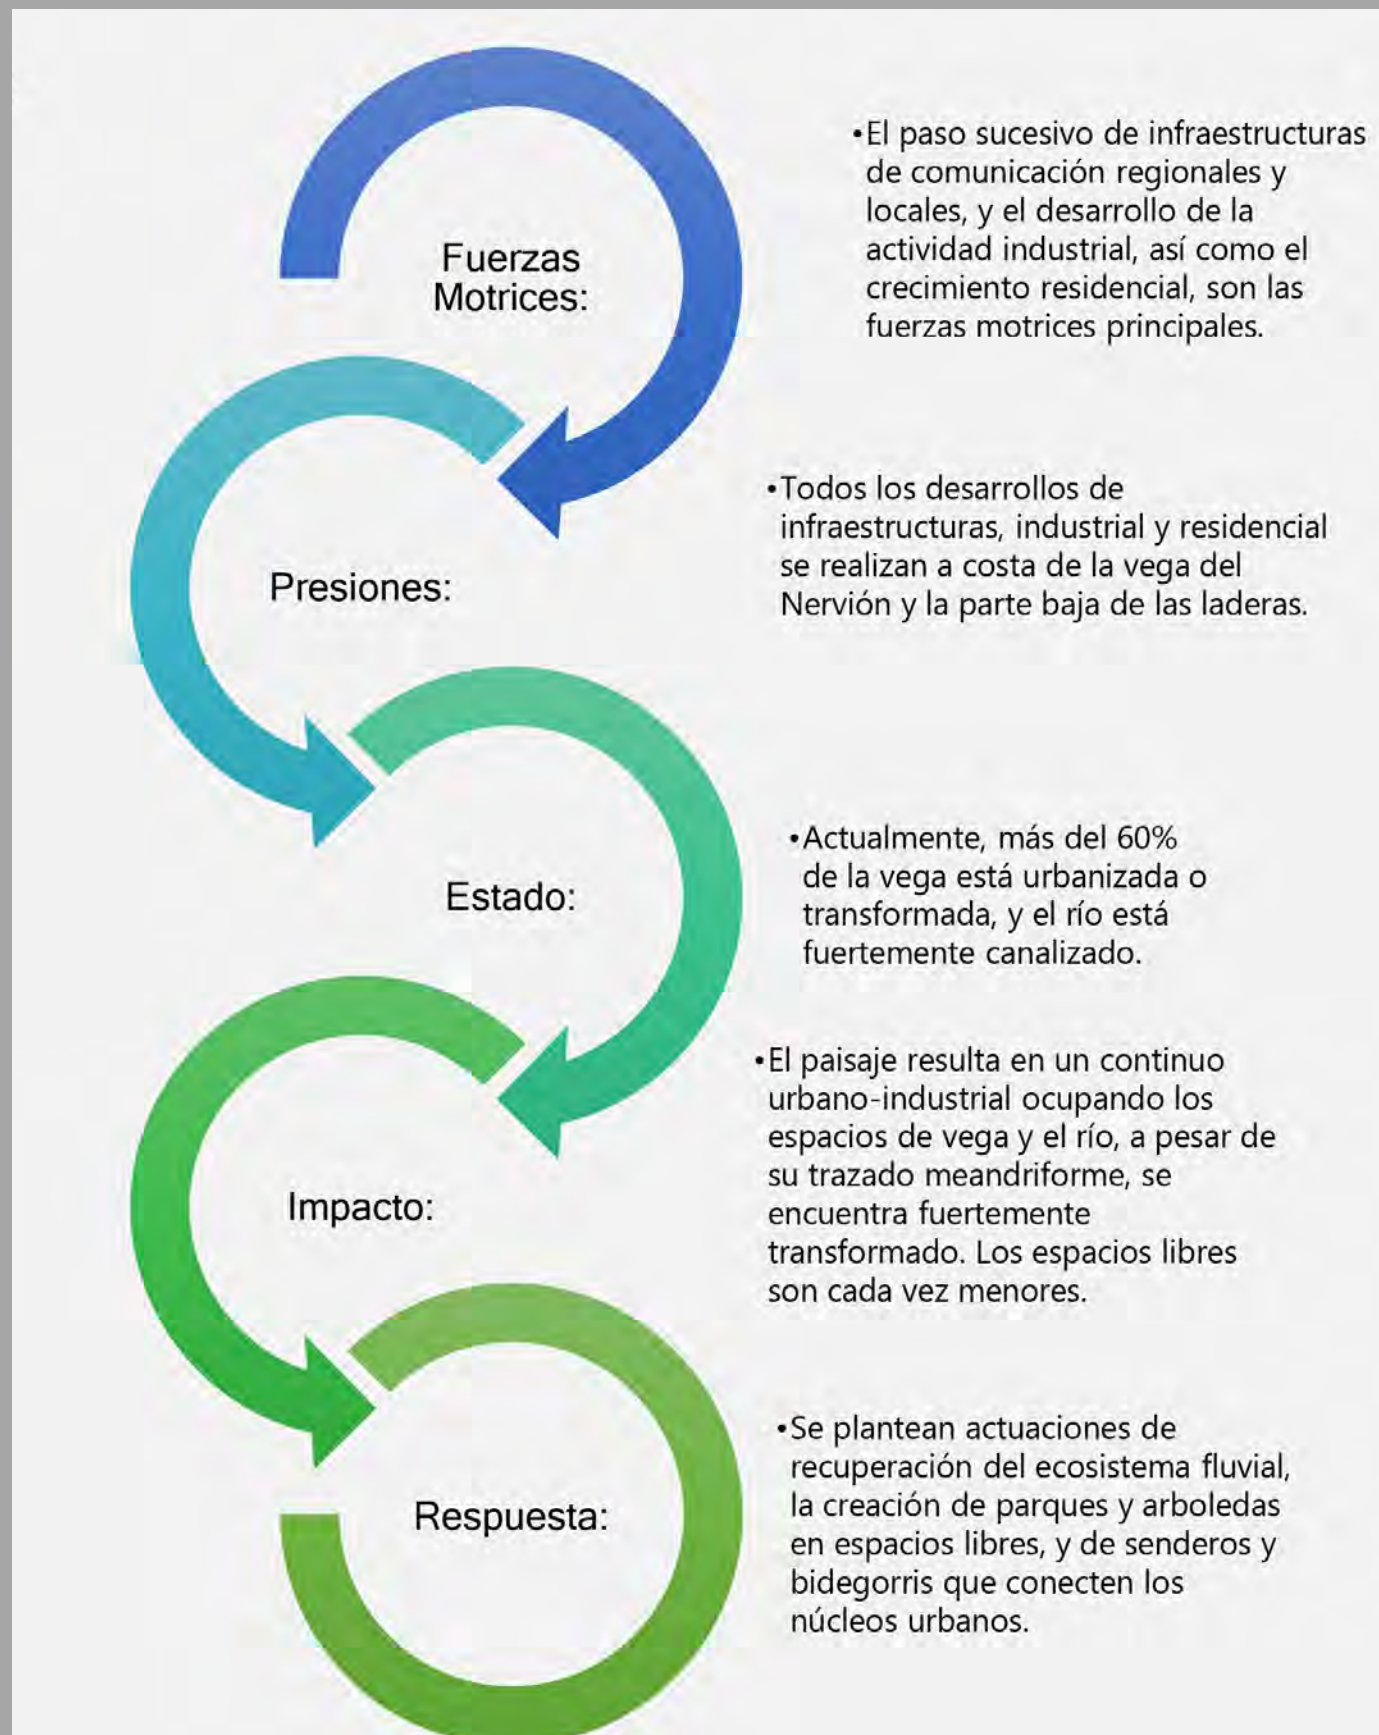 Fuerzas
Motrices:
•El paso sucesivo de infraestructuras
de comunicación regionales y
locales, y el desarrollo de la
actividad industrial, así como el
crecimiento residencial, son las
fuerzas motrices principales.
Presiones:
•Todos los desarrollos de
infraestructuras, industrial y residencial
se realizan a costa de la vega del
Nervión y la parte baja de las laderas.
Estado:
•Actualmente, más del 60%
de la vega está urbanizada o
transformada, y el río está
fuertemente canalizado.
Impacto:
•El paisaje resulta en un continuo
urbano-industrial ocupando los
espacios de vega y el río, a pesar de
su trazado meandriforme, se
encuentra fuertemente
transformado. Los espacios libres
son cada vez menores.
Respuesta:
•Se plantean actuaciones de
recuperación del ecosistema fluvial,
la creación de parques y arboledas
en espacios libres, y de senderos y
bidegorris que conecten los
núcleos urbanos.